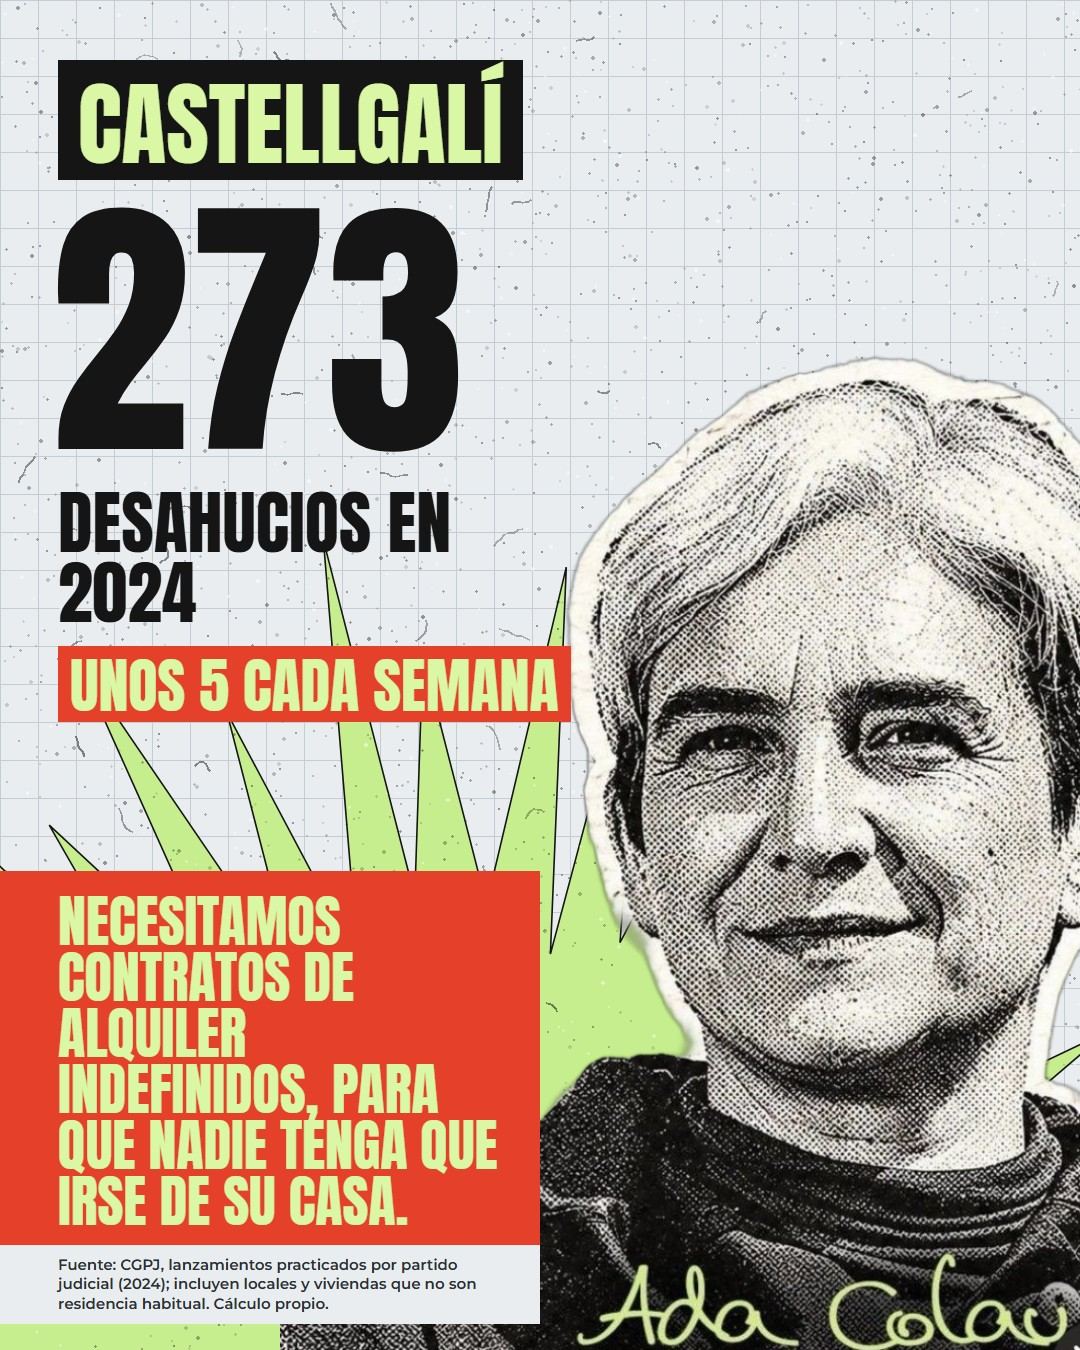 CASTELLGALÍ
273
DESAHUCIOS EN
2024
UNOS 5 CADA SEMANA
NECESITAMOS
CONTRATOS DE
ALQUILER
INDEFINIDOS, PARA
QUE NADIE TENGA QUE
IRSE DE SU CASA.
Fuente: CGPJ, lanzamientos practicados por partido
judicial (2024); incluyen locales y viviendas que no son
residencia habitual. Cálculo propio.
Ada Colau